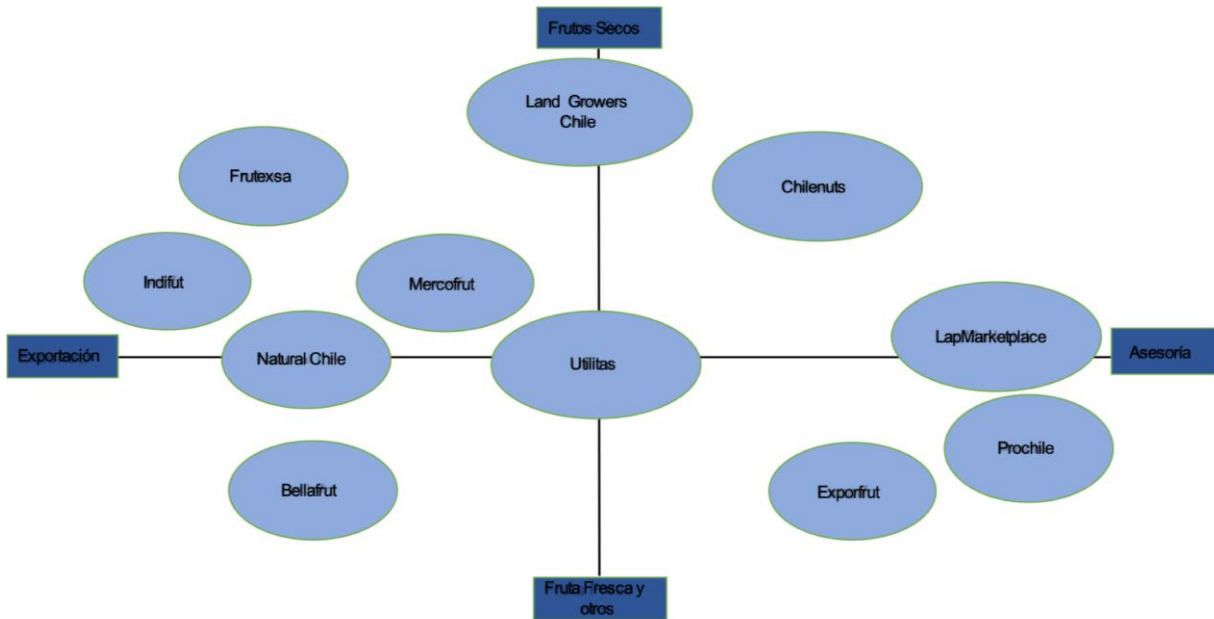 Frutos Secos
Land Growers
Chile
Frutexsa
Chilenuts
Indifut
Mercofrut
LapMarketplace
Exportación
Natural Chile
Utilitas
Asesoría
Prochile
Bellafrut
Exporfrut
Fruta Fresca y
otros